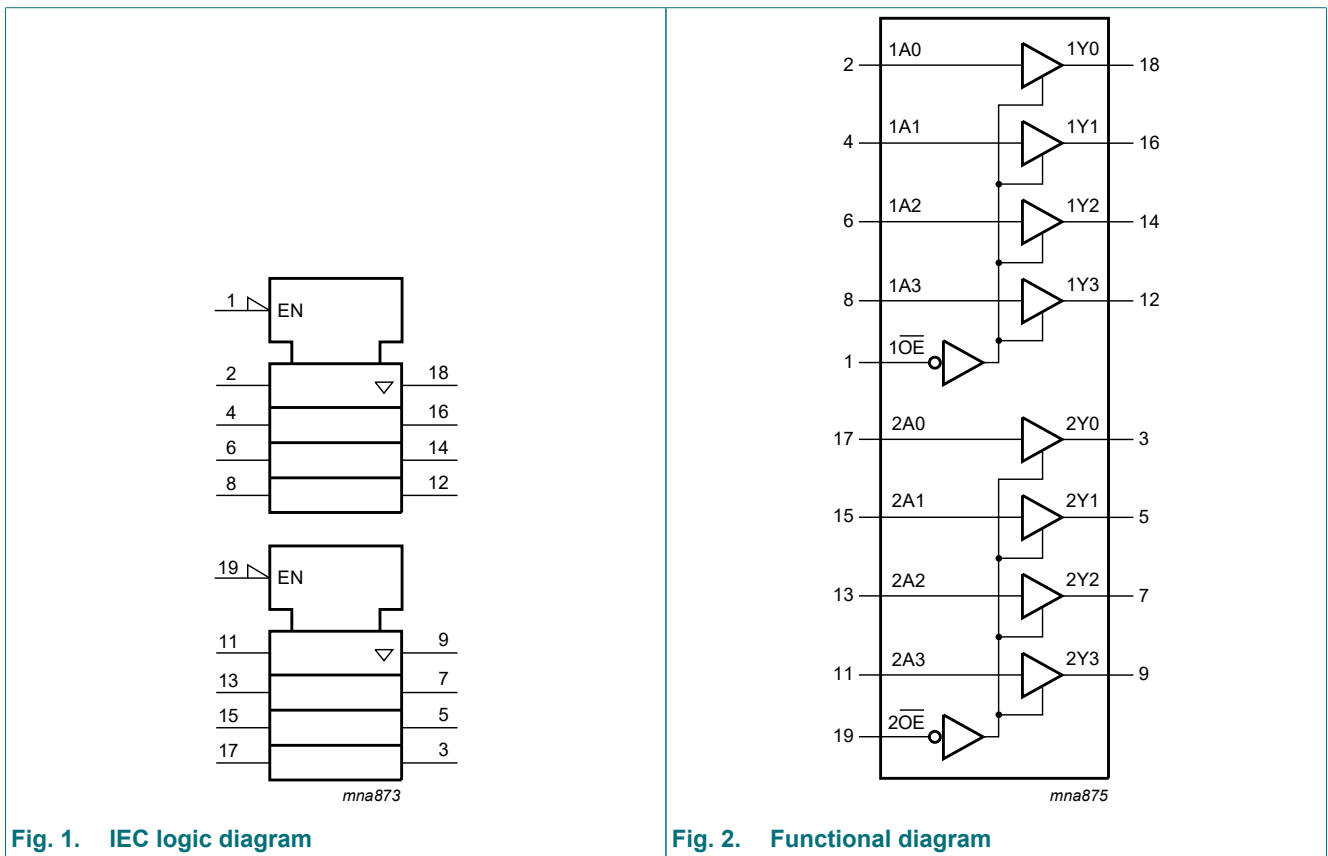 1 EN
2 18
4 16
6 14
8 12
19 EN
11 9
13 7
15 5
17 3
mna873
Fig. 1. IEC logic diagram
2 1A0 1Y0 18
4 1A1 1Y1 16
6 1A2 1Y2 14
8 1A3 1Y3 12
1 1O̅E̅
17 2A0 2Y0 3
15 2A1 2Y1 5
13 2A2 2Y2 7
11 2A3 2Y3 9
19 2O̅E̅
mna875
Fig. 2. Functional diagram